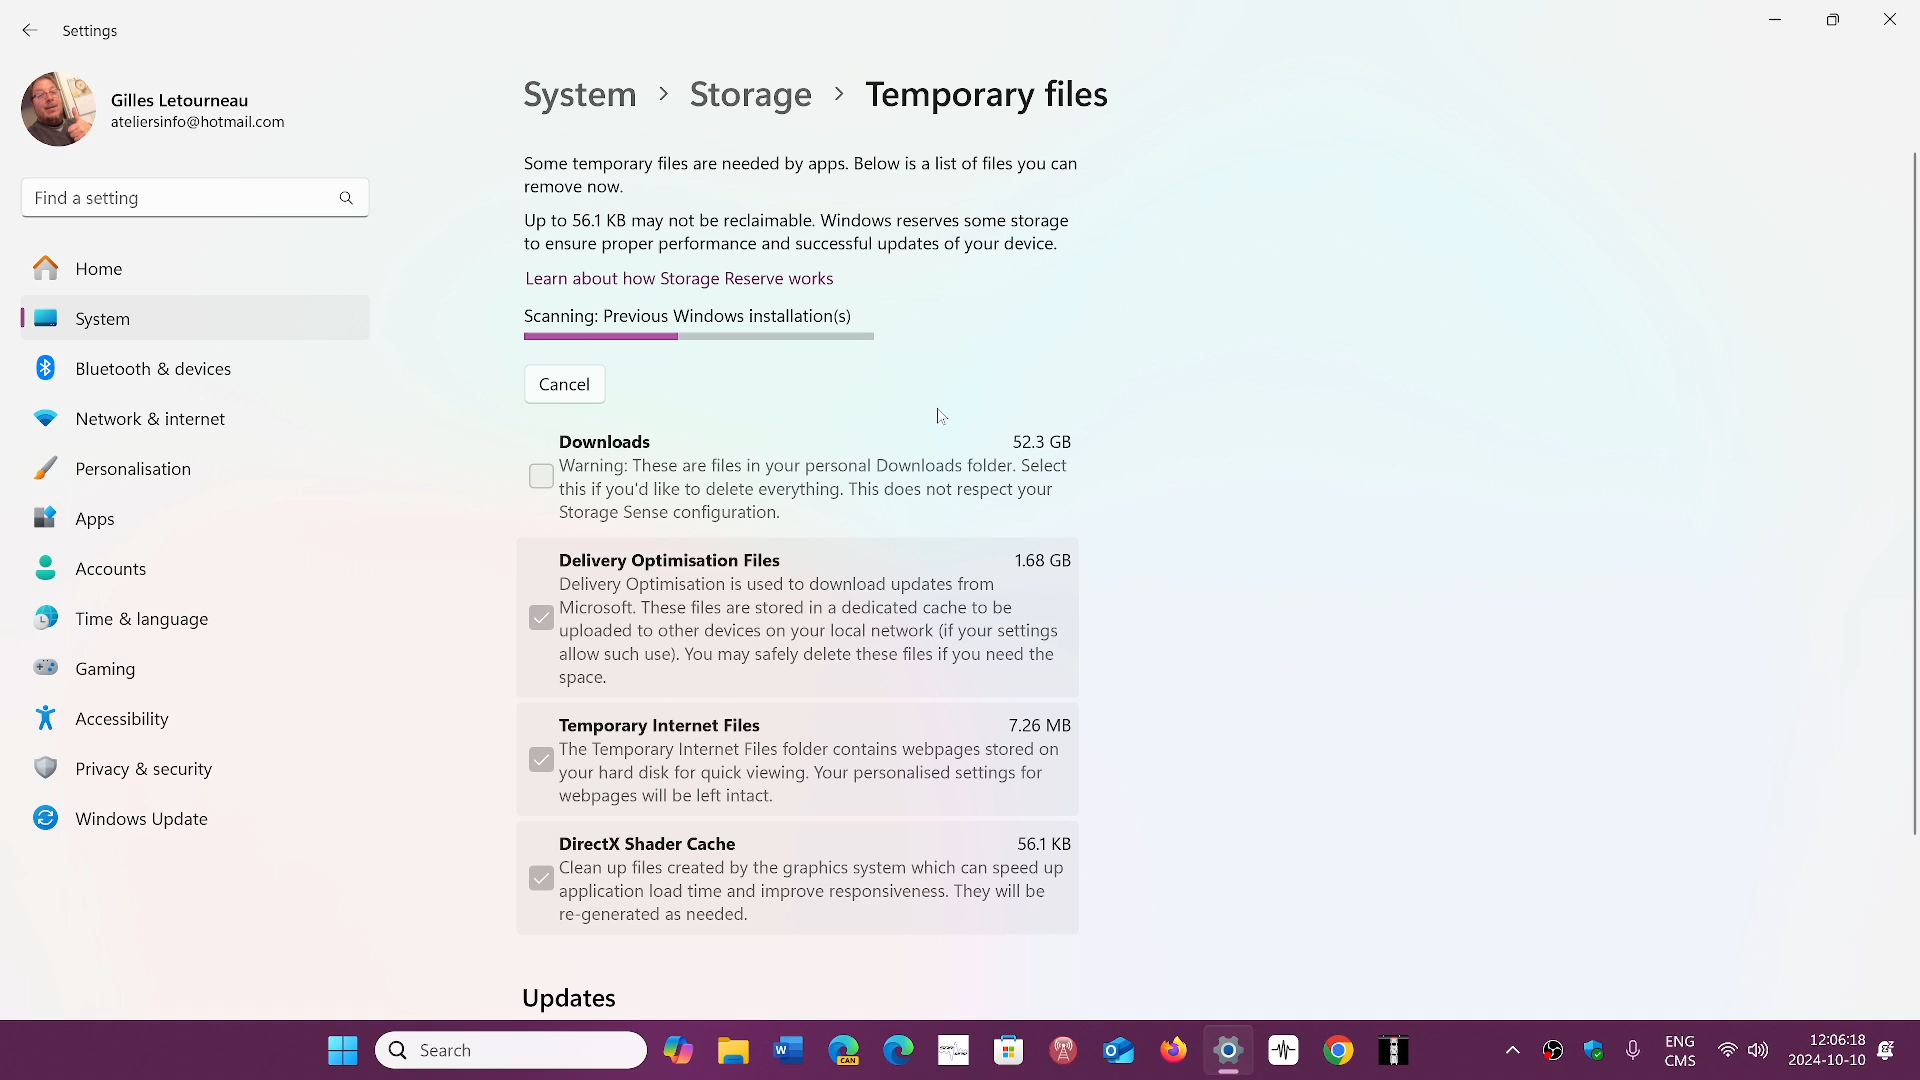 Settings
Gilles Letourneau
ateliersinfo@hotmail.com
Find a setting
Home
System
Bluetooth & devices
Network & internet
Personalisation
Apps
Accounts
Time & language
Gaming
Accessibility
Privacy & security
Windows Update
System > Storage > Temporary files
Some temporary files are needed by apps. Below is a list of files you can
remove now.
Up to 56.1 KB may not be reclaimable. Windows reserves some storage
to ensure proper performance and successful updates of your device.
Learn about how Storage Reserve works
Scanning: Previous Windows installation(s)
Cancel
Downloads 52.3 GB
Warning: These are files in your personal Downloads folder. Select
this if you'd like to delete everything. This does not respect your
Storage Sense configuration.
Delivery Optimisation Files 1.68 GB
Delivery Optimisation is used to download updates from
Microsoft. These files are stored in a dedicated cache to be
uploaded to other devices on your local network (if your settings
allow such use). You may safely delete these files if you need the
space.
Temporary Internet Files 7.26 MB
The Temporary Internet Files folder contains webpages stored on
your hard disk for quick viewing. Your personalised settings for
webpages will be left intact.
DirectX Shader Cache 56.1 KB
Clean up files created by the graphics system which can speed up
application load time and improve responsiveness. They will be
re-generated as needed.
Updates
Search
W
CAN
ENG
CMS
12:06:18
2024-10-10